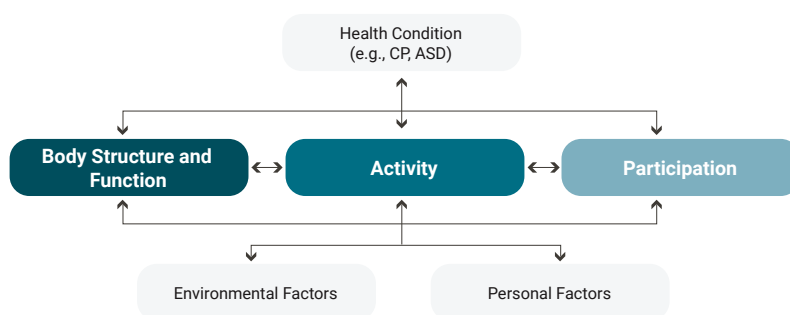 Health Condition
(e.g., CP, ASD)
Body Structure and
Function
Activity
Participation
Environmental Factors
Personal Factors